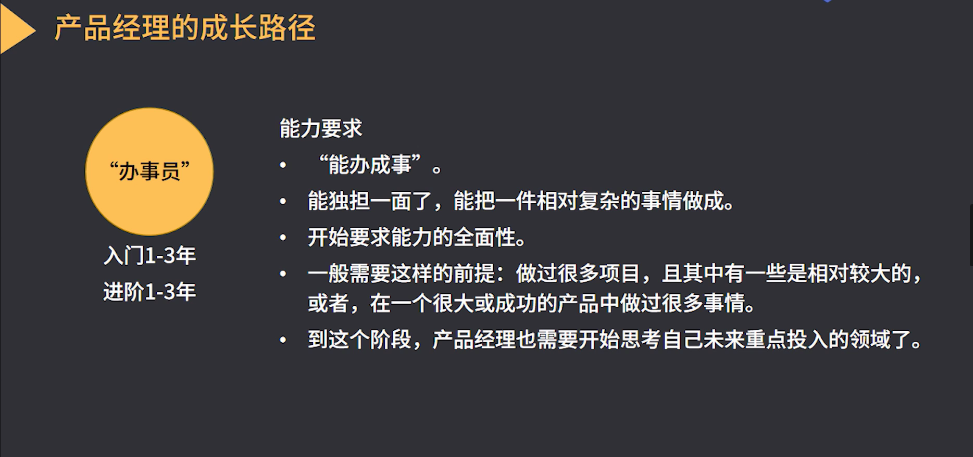 产品经理的成长路径
“办事员”
入门1-3年
进阶1-3年
能力要求
• “能办成事”。
• 能独担一面了，能把一件相对复杂的事情做成。
• 开始要求能力的全面性。
• 一般需要这样的前提：做过很多项目，且其中有一些是相对较大的，
或者，在一个很大或成功的产品中做过很多事情。
• 到这个阶段，产品经理也需要开始思考自己未来重点投入的领域了。